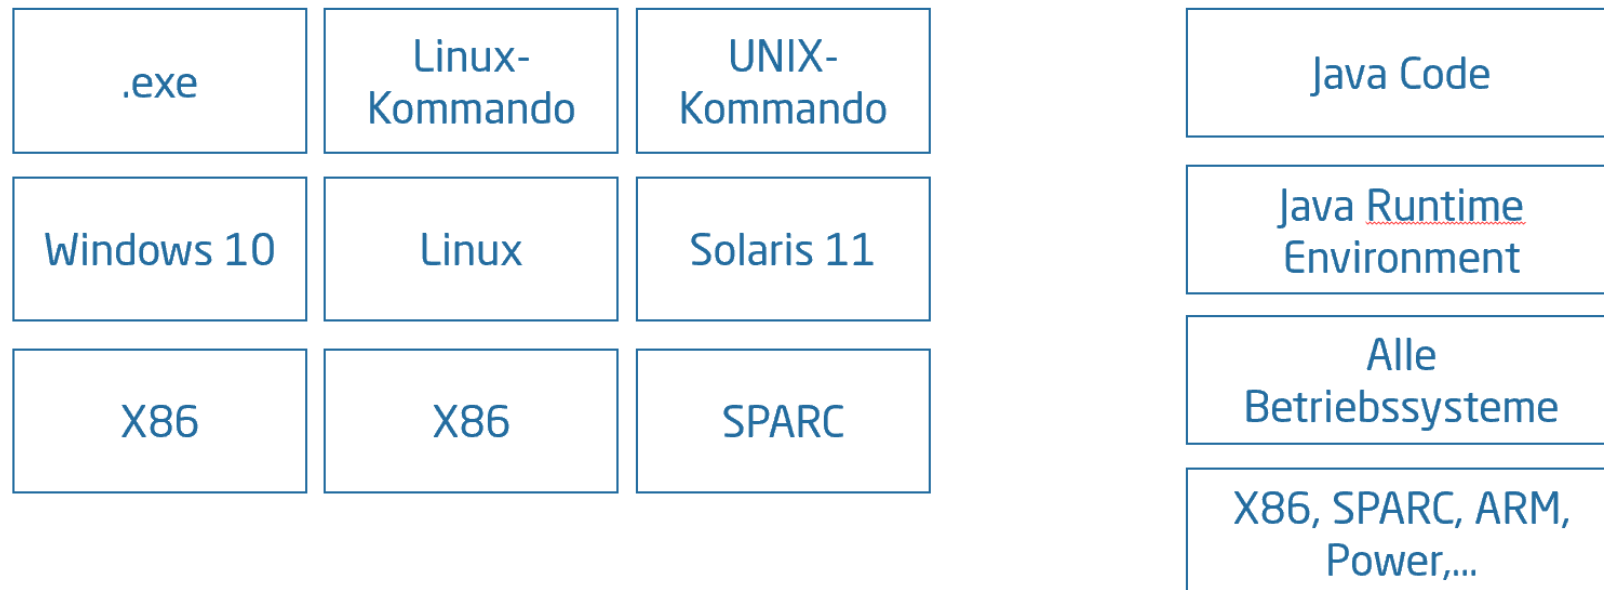 .exe
Linux-
Kommando
UNIX-
Kommando
Windows 10
Linux
Solaris 11
X86
X86
SPARC
Java Code
Java Runtime
Environment
Alle
Betriebssysteme
X86, SPARC, ARM,
Power,...